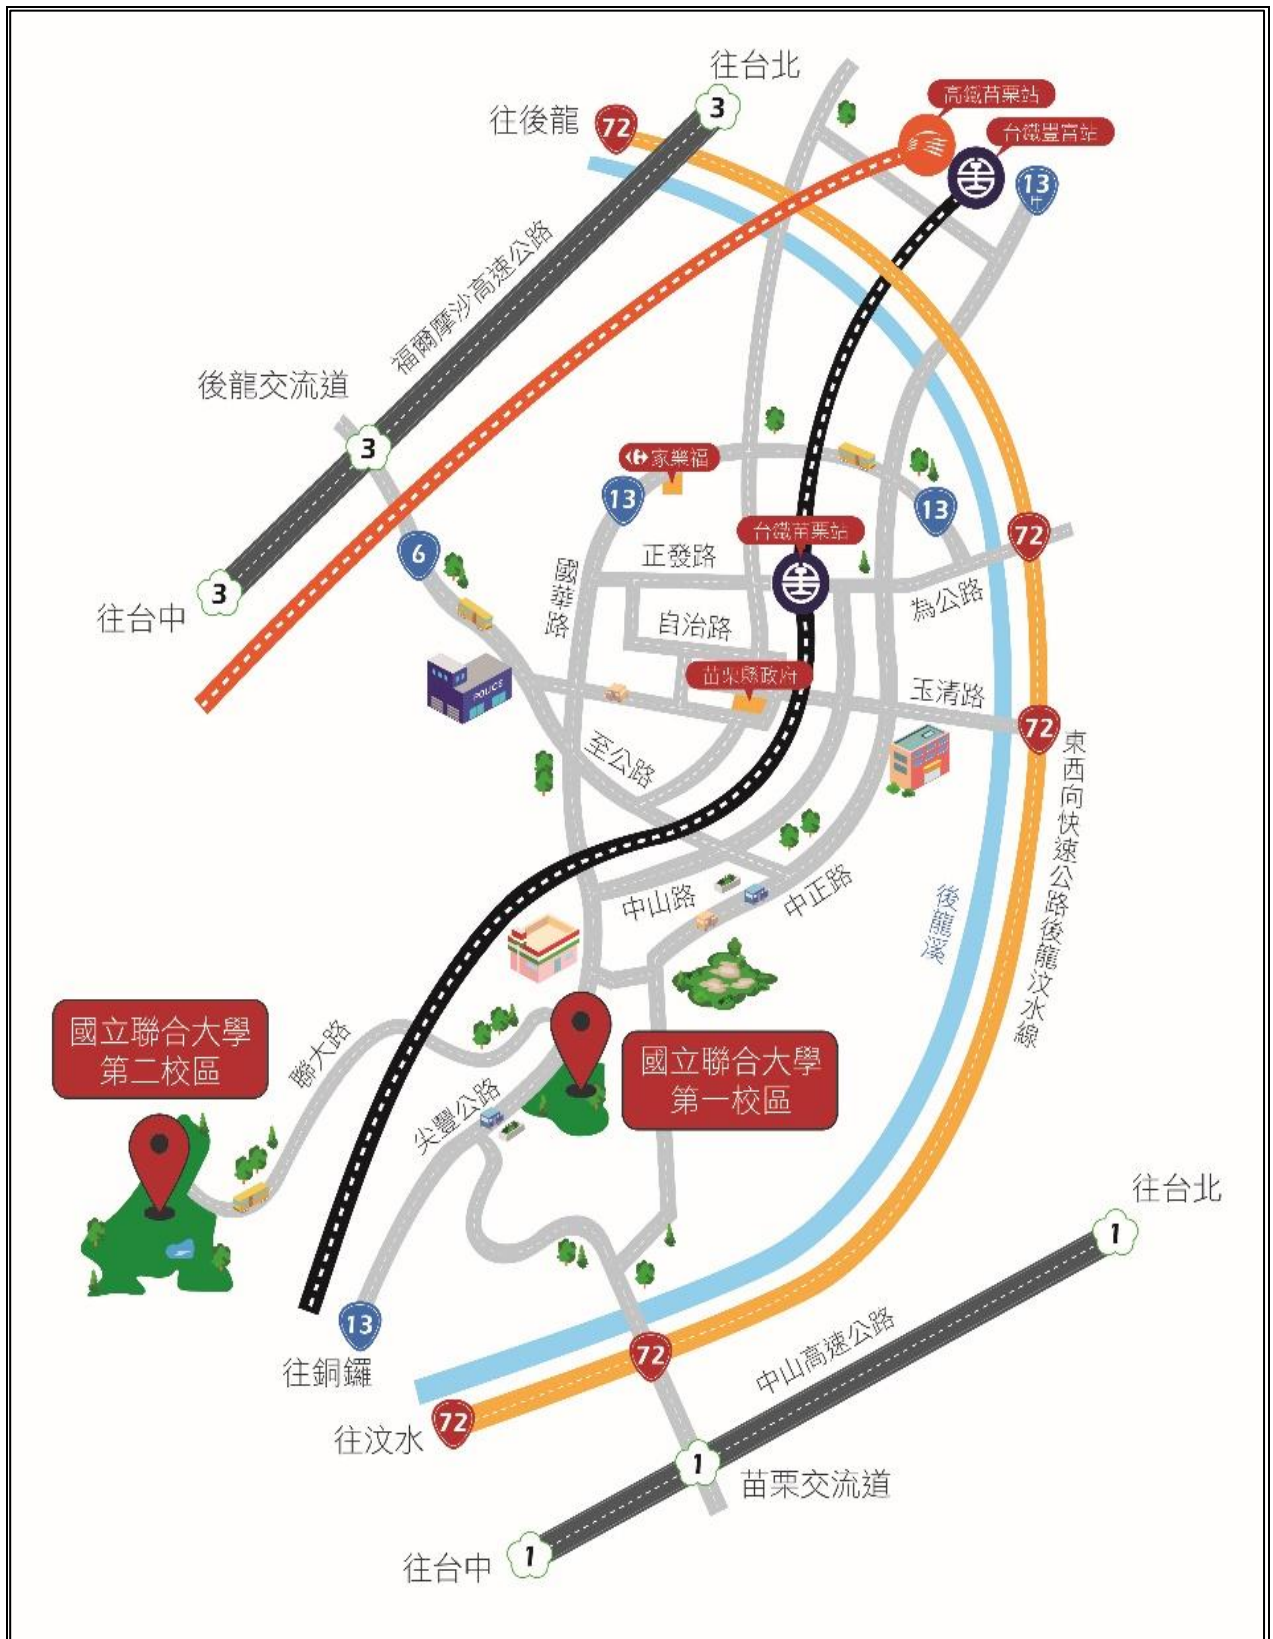 往台北
3
高鐵苗栗站
往後龍
72
台鐵豐富站
13
甲
福爾摩沙高速公路
後龍交流道
3
家樂福
13
13
台鐵苗栗站
72
6
正發路
國華路
為公路
3
往台中
自治路
苗栗縣政府
POLICE
玉清路
72
至公路
東西向快速公路後龍汶水線
中山路
中正路
後龍溪
國立聯合大學
第二校區
聯大路
國立聯合大學
第一校區
尖豐公路
往台北
1
13
往銅鑼
72
中山高速公路
72
往汶水
1
苗栗交流道
1
往台中